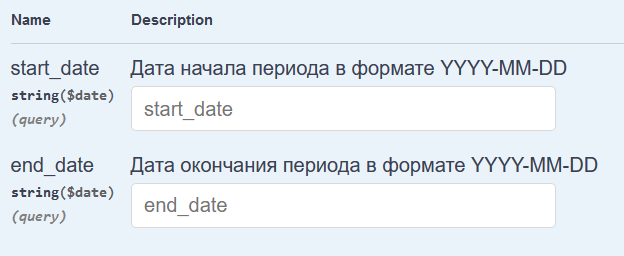 Name Description
start_date Дата начала периода в формате YYYY-MM-DD
string($date)
(query)
start_date
end_date Дата окончания периода в формате YYYY-MM-DD
string($date)
(query)
end_date